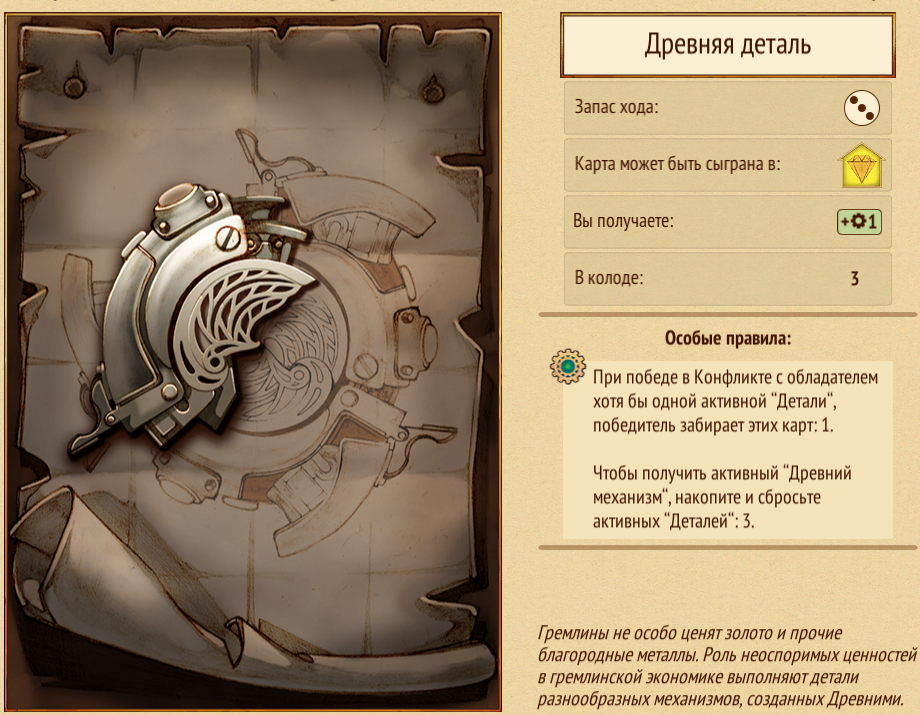 Древняя деталь
Запас хода:
Карта может быть сыграна в:
Вы получаете:
+1
В колоде:
3
Особые правила:
При победе в Конфликте с обладателем
хотя бы одной активной “Детали“,
победитель забирает этих карт: 1.
Чтобы получить активный “Древний
механизм“, накопите и сбросьте
активных “Деталей“: 3.
Гремлины не особо ценят золото и прочие
благородные металлы. Роль неоспоримых ценностей
в гремлинской экономике выполняют детали
разнообразных механизмов, созданных Древними.